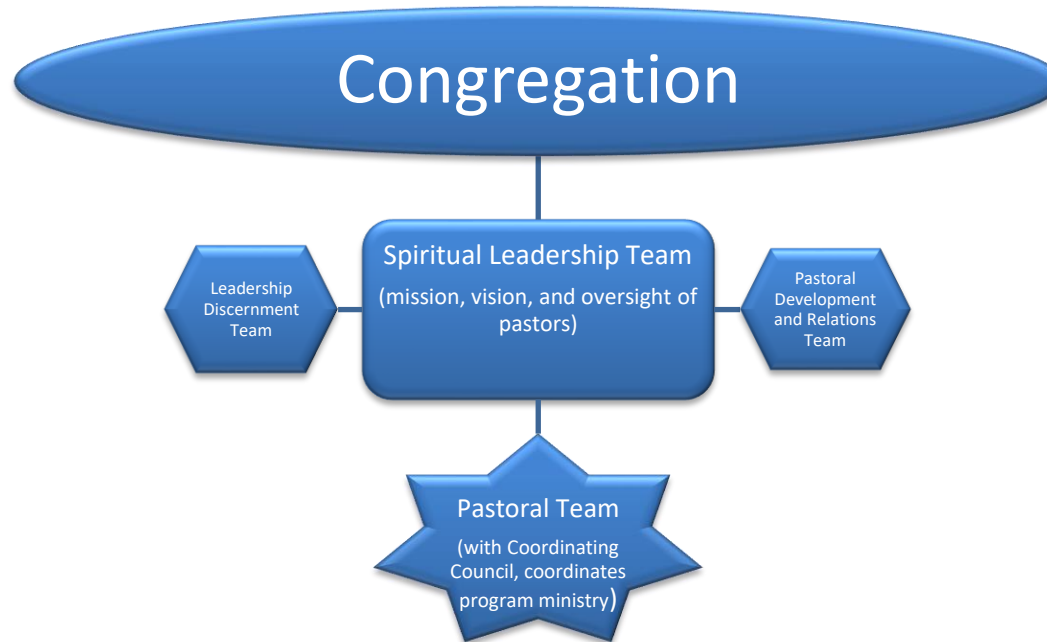 Congregation
Spiritual Leadership Team
(mission, vision, and oversight of
pastors)
Leadership
Discernment
Team
Pastoral
Development
and Relations
Team
Pastoral Team
(with Coordinating
Council, coordinates
program ministry)